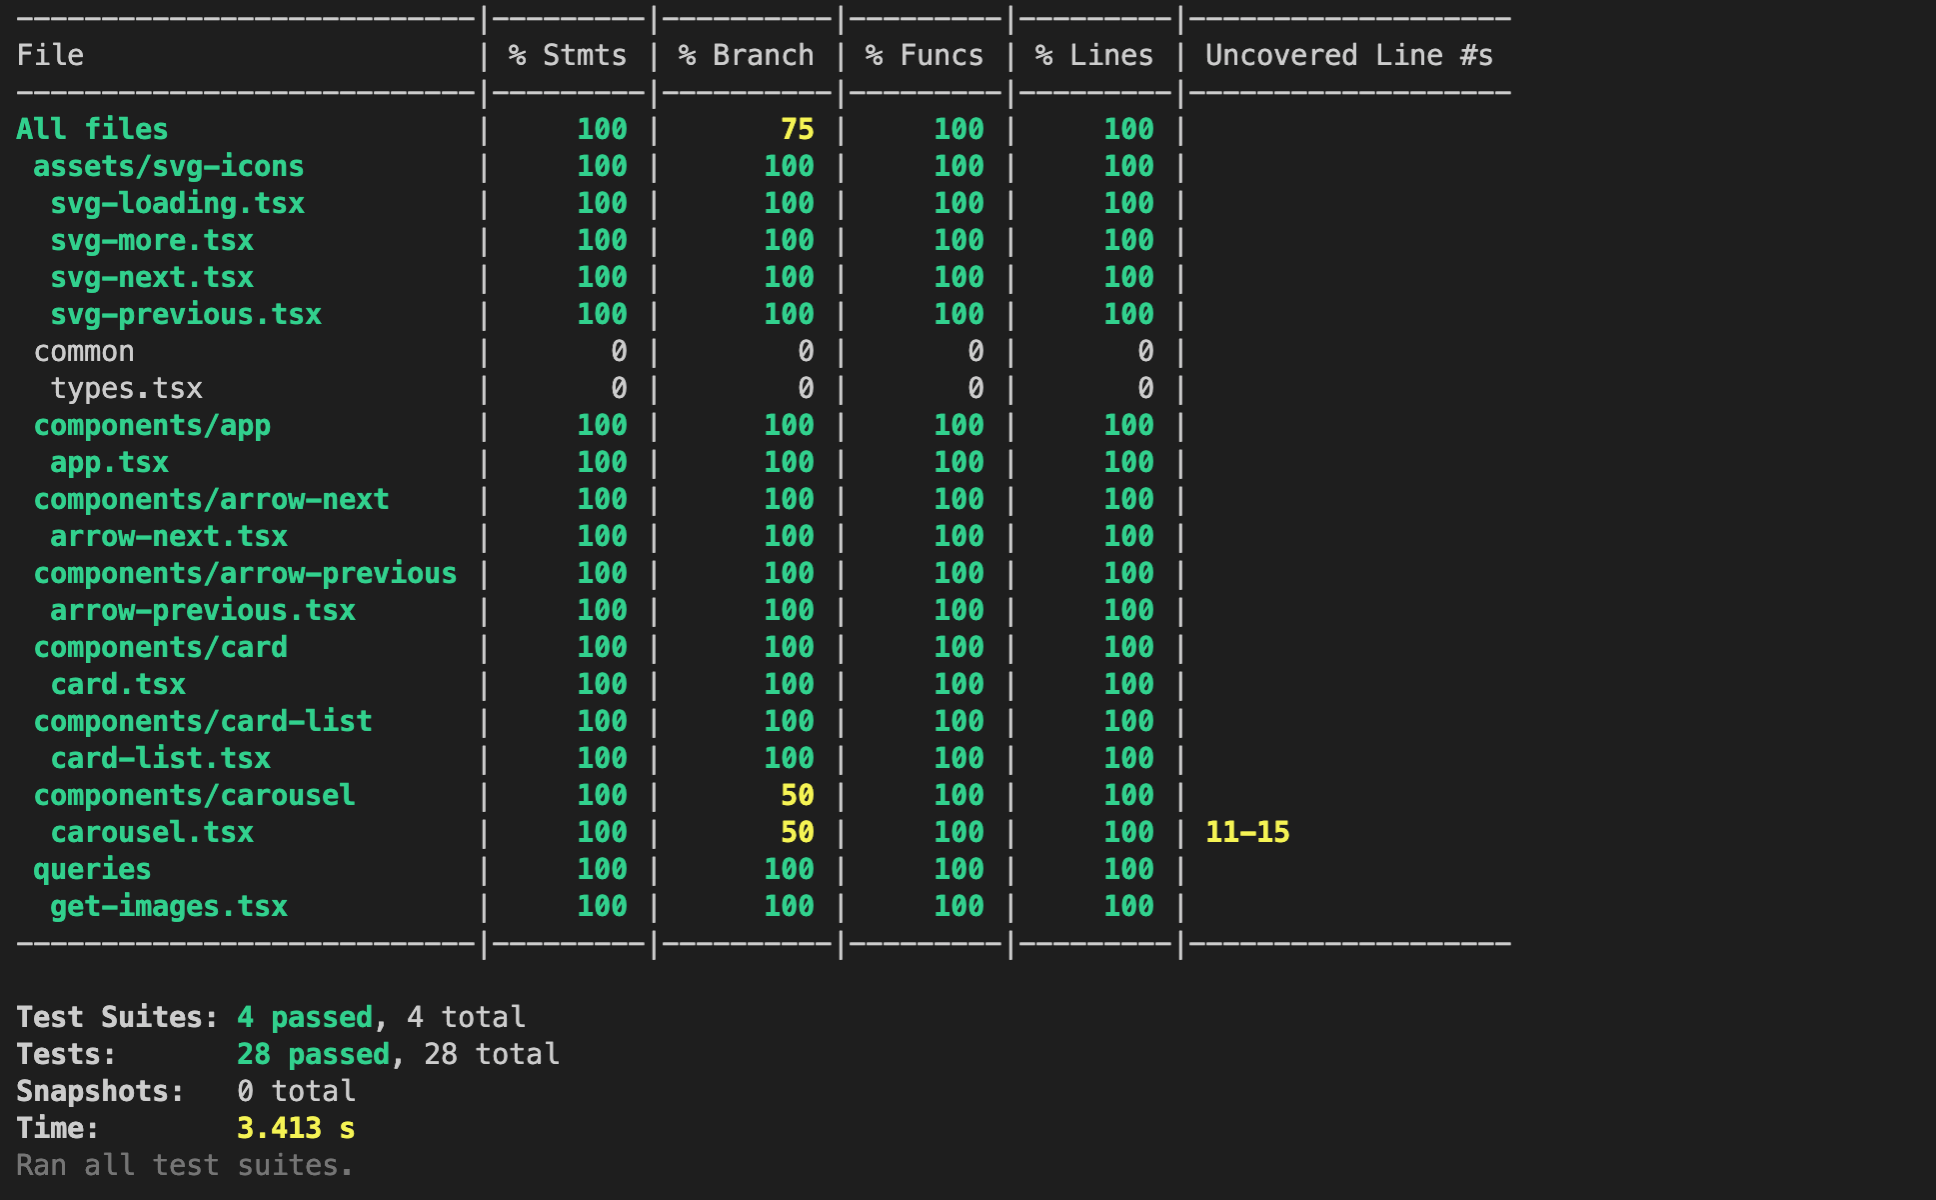 File | % Stmts | % Branch | % Funcs | % Lines | Uncovered Line #s
All files | 100 | 75 | 100 | 100 |
assets/svg-icons | 100 | 100 | 100 | 100 |
svg-loading.tsx | 100 | 100 | 100 | 100 |
svg-more.tsx | 100 | 100 | 100 | 100 |
svg-next.tsx | 100 | 100 | 100 | 100 |
svg-previous.tsx | 100 | 100 | 100 | 100 |
common | 0 | 0 | 0 | 0 |
types.tsx | 0 | 0 | 0 | 0 |
components/app | 100 | 100 | 100 | 100 |
app.tsx | 100 | 100 | 100 | 100 |
components/arrow-next | 100 | 100 | 100 | 100 |
arrow-next.tsx | 100 | 100 | 100 | 100 |
components/arrow-previous | 100 | 100 | 100 | 100 |
arrow-previous.tsx | 100 | 100 | 100 | 100 |
components/card | 100 | 100 | 100 | 100 |
card.tsx | 100 | 100 | 100 | 100 |
components/card-list | 100 | 100 | 100 | 100 |
card-list.tsx | 100 | 100 | 100 | 100 |
components/carousel | 100 | 50 | 100 | 100 |
carousel.tsx | 100 | 50 | 100 | 100 | 11-15
queries | 100 | 100 | 100 | 100 |
get-images.tsx | 100 | 100 | 100 | 100 |
Test Suites: 4 passed, 4 total
Tests: 28 passed, 28 total
Snapshots: 0 total
Time: 3.413 s
Ran all test suites.